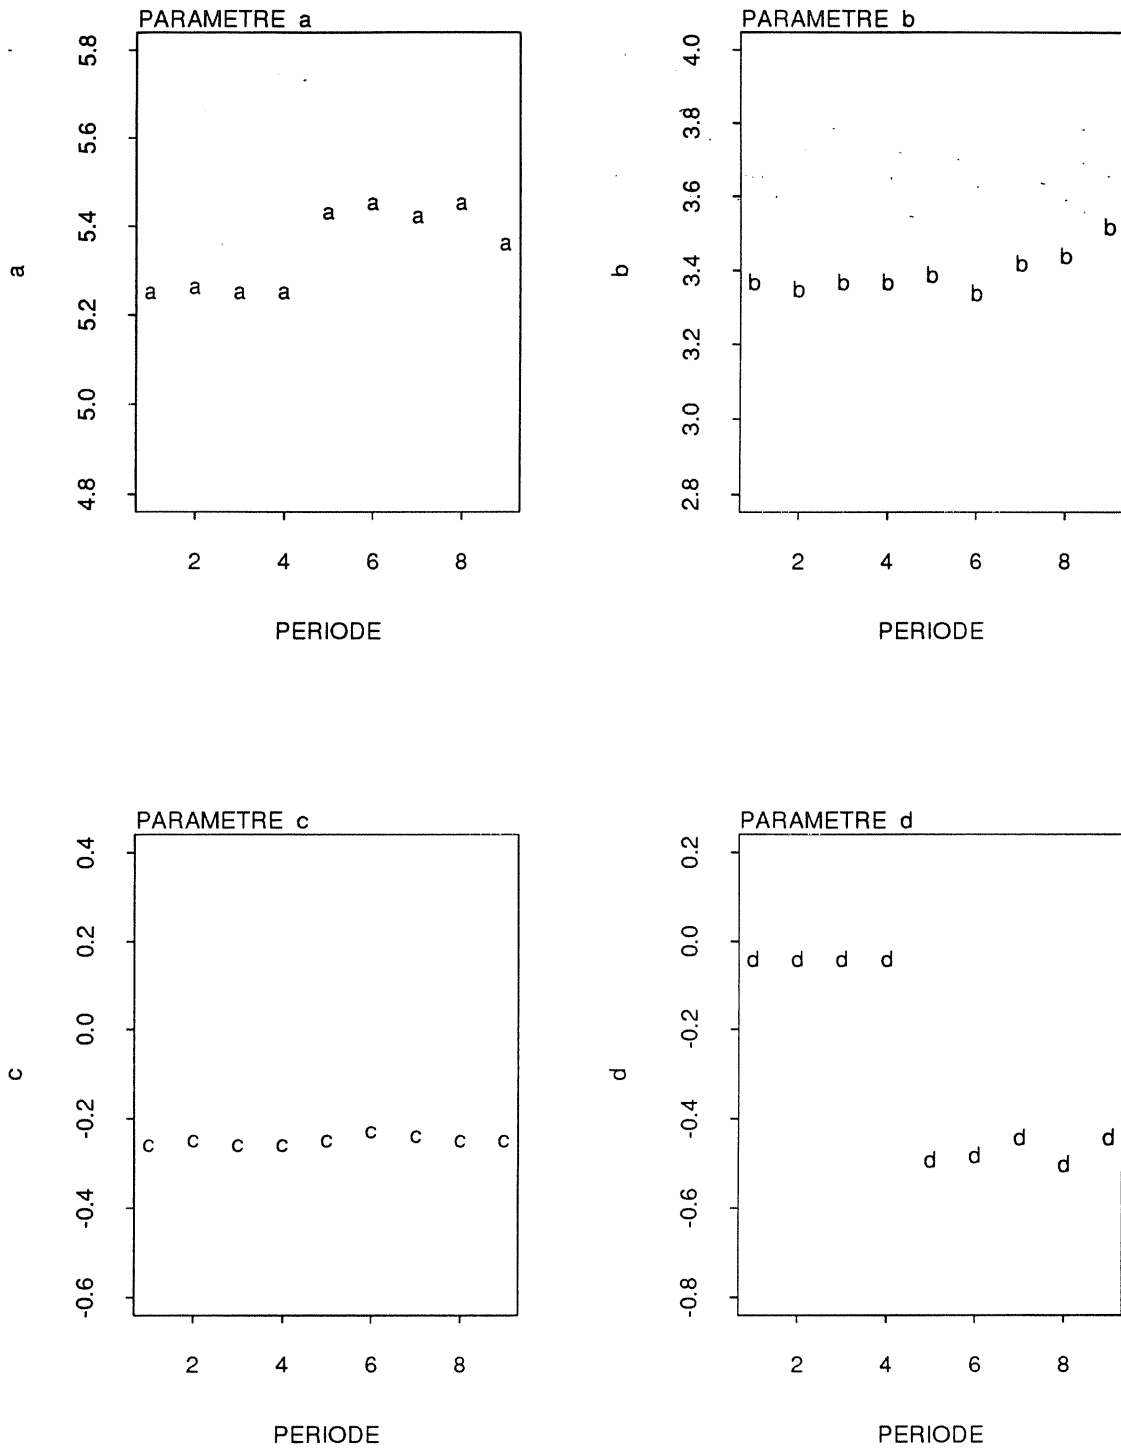 PARAMETRE a
a
5.8
5.6
5.4
5.2
5.0
4.8
a a a a a a a a a
2 4 6 8
PERIODE
PARAMETRE b
b
4.0
3.8
3.6
3.4
3.2
3.0
2.8
b b b b b b b b b
2 4 6 8
PERIODE
PARAMETRE c
c
0.4
0.2
0.0
-0.2
-0.4
-0.6
c c c c c c c c c
2 4 6 8
PERIODE
PARAMETRE d
d
0.2
0.0
-0.2
-0.4
-0.6
-0.8
d d d d d d d d d
2 4 6 8
PERIODE